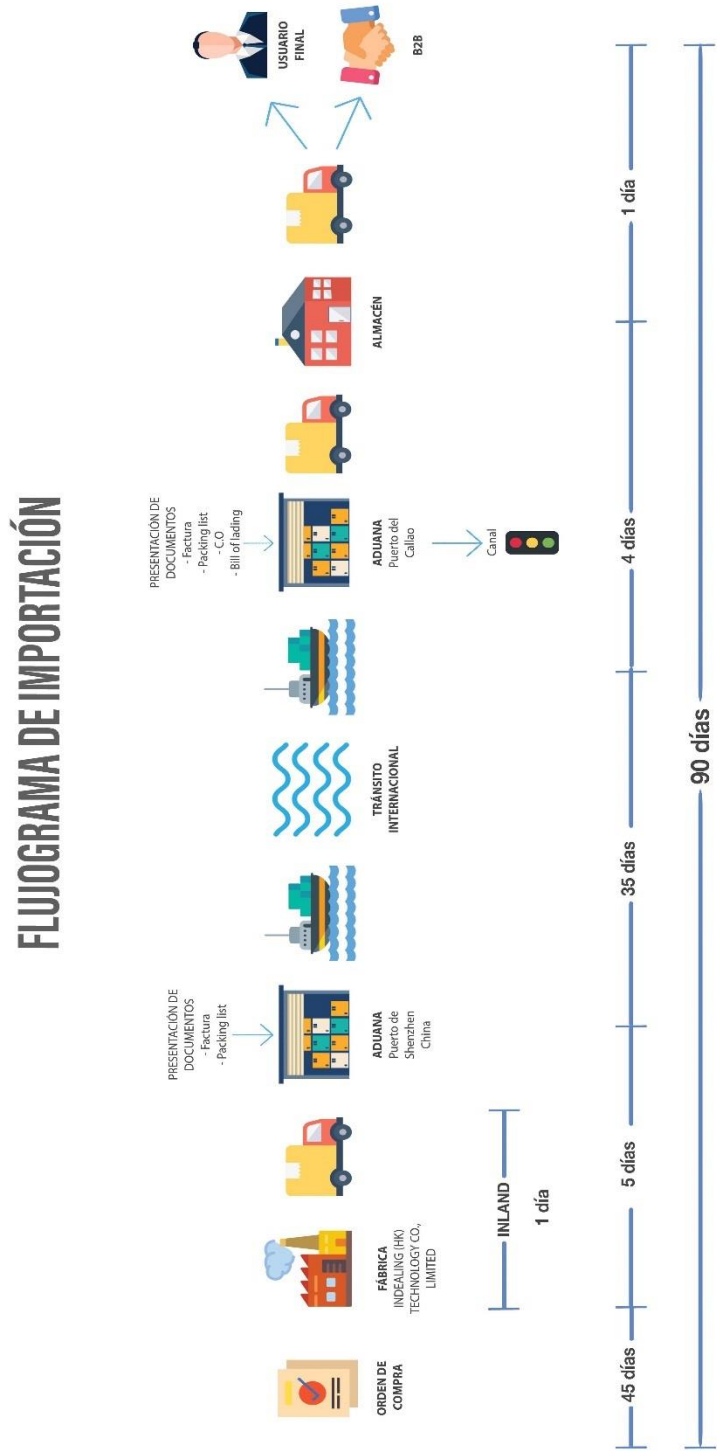 FLUJOGRAMA DE IMPORTACIÓN
ORDEN DE
COMPRA
FÁBRICA
INDEALING (HK)
TECHNOLOGY CO.,
LIMITED
PRESENTACIÓN DE
DOCUMENTOS
- Factura
- Packing list
ADUANA
Puerto de
Shenzhen
China
TRÁNSITO
INTERNACIONAL
PRESENTACIÓN DE
DOCUMENTOS
- Factura
- Packing list
- C.O
- Bill of lading
ADUANA
Puerto del
Callao
Canal
ALMACÉN
USUARIO
FINAL
B2B
INLAND
1 día
45 días
5 días
35 días
4 días
1 día
90 días